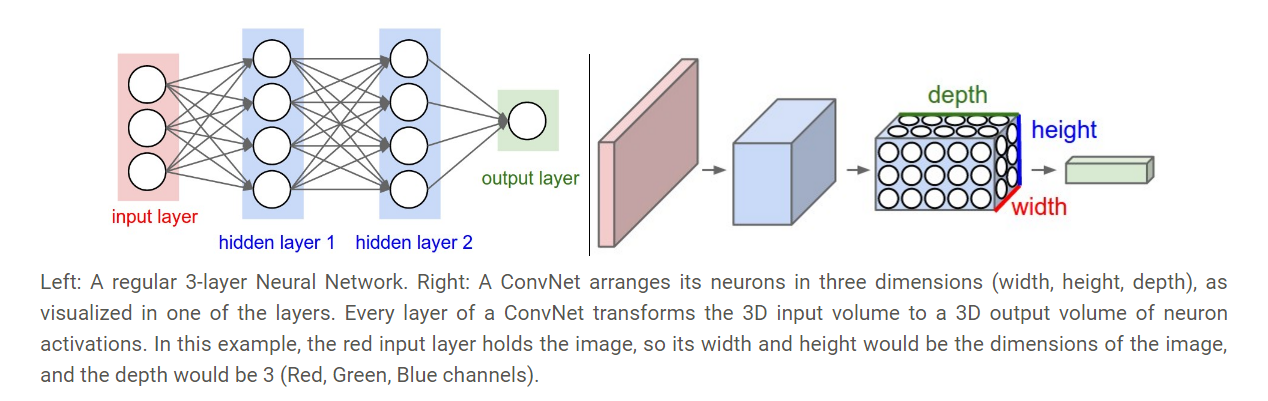 input layer
hidden layer 1
hidden layer 2
output layer
depth
height
width
Left: A regular 3-layer Neural Network. Right: A ConvNet arranges its neurons in three dimensions (width, height, depth), as
visualized in one of the layers. Every layer of a ConvNet transforms the 3D input volume to a 3D output volume of neuron
activations. In this example, the red input layer holds the image, so its width and height would be the dimensions of the image,
and the depth would be 3 (Red, Green, Blue channels).